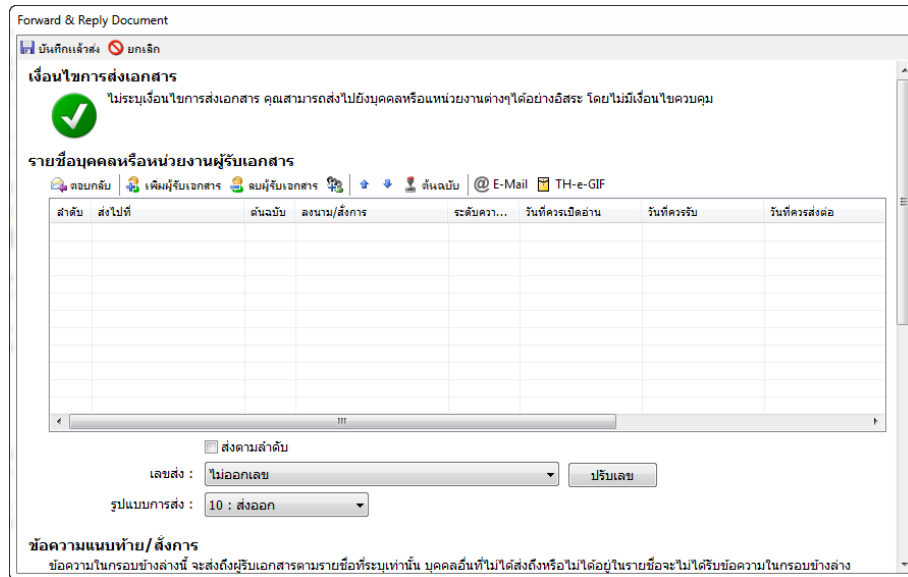 Forward & Reply Document
บันทึกแล้วส่ง ยกเลิก
เงื่อนไขการส่งเอกสาร
ไม่ระบุเงื่อนไขการส่งเอกสาร คุณสามารถส่งไปยังบุคคลหรือแหน่วยงานต่างๆได้อย่างอิสระ โดยไม่มีเงื่อนไขควบคุม
รายชื่อบุคคลหรือหน่วยงานผู้รับเอกสาร
ตอบกลับ เพิ่มผู้รับเอกสาร ลบผู้รับเอกสาร ต้นฉบับ @ E-Mail TH-e-GIF
ลำดับ ส่งไปที่ ต้นฉบับ ลงนาม/สั่งการ ระดับควา... วันที่ควรเปิดอ่าน วันที่ควรรับ วันที่ควรส่งต่อ
ส่งตามลำดับ
เลขส่ง : ไม่ออกเลข ปรับเลข
รูปแบบการส่ง : 10 : ส่งออก
ข้อความแนบท้าย/สั่งการ
ข้อความในกรอบข้างล่างนี้ จะส่งถึงผู้รับเอกสารตามรายชื่อที่ระบุเท่านั้น บุคคลอื่นที่ไม่ได้ส่งถึงหรือไม่ได้อยู่ในรายชื่อจะไม่ได้รับข้อความในกรอบข้างล่าง